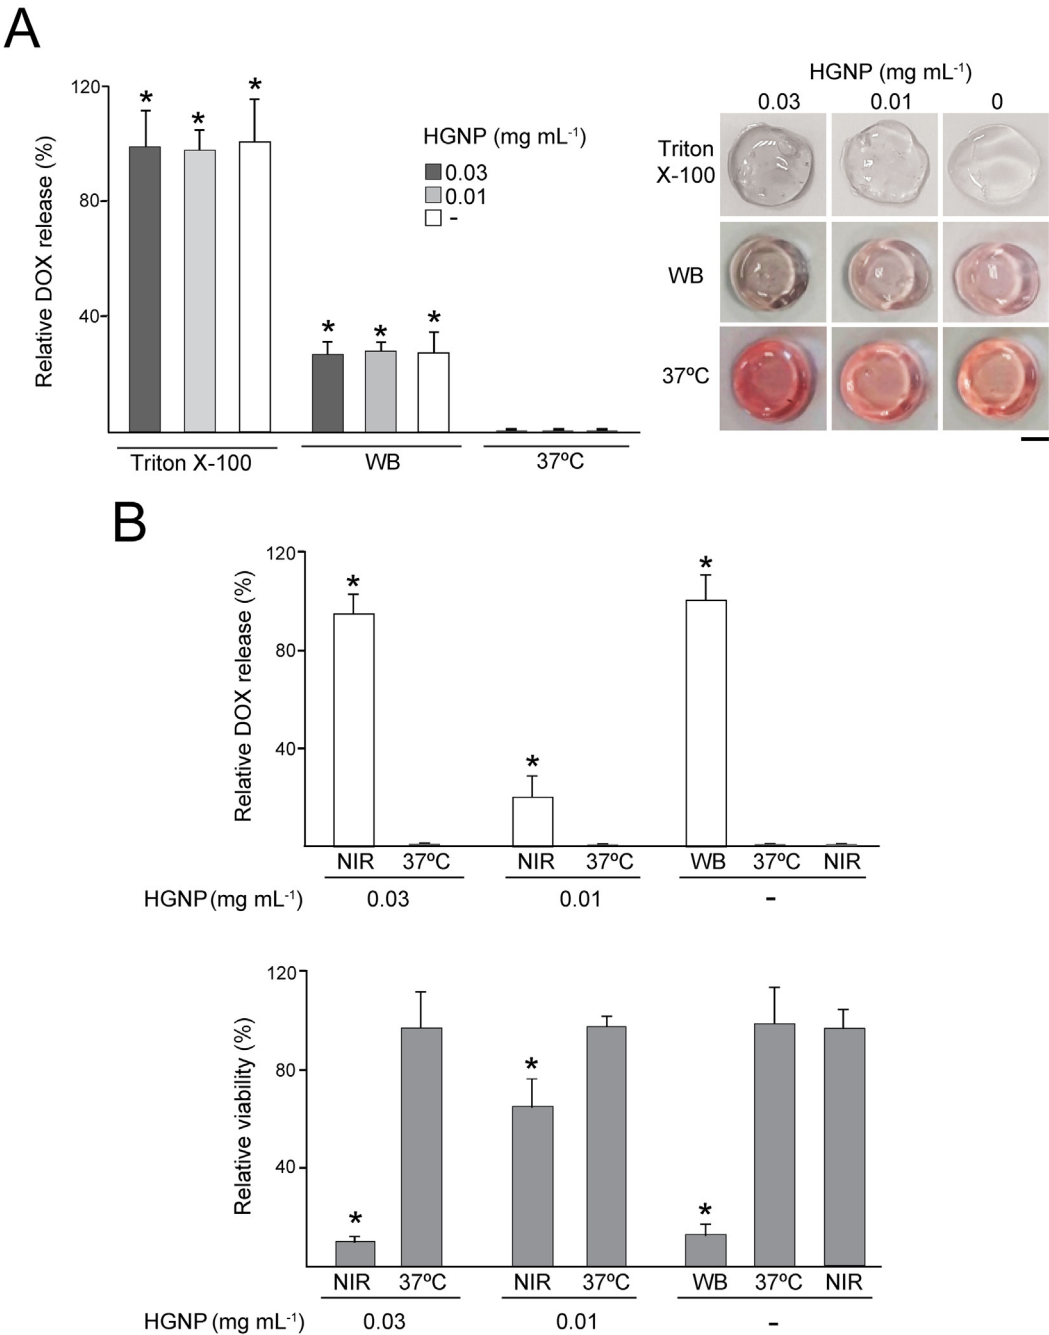 A
Relative DOX release (%)
120
80
40
* * *
* * *
HGNP (mg mL-1)
0.03
0.01
-
Triton X-100 WB 37ºC
HGNP (mg mL-1)
0.03 0.01 0
Triton
X-100
WB
37ºC
B
Relative DOX release (%)
120
80
40
* * *
NIR 37ºC NIR 37ºC WB 37ºC NIR
HGNP (mg mL-1) 0.03 0.01 -
Relative viability (%)
120
80
40
* * *
NIR 37ºC NIR 37ºC WB 37ºC NIR
HGNP (mg mL-1) 0.03 0.01 -